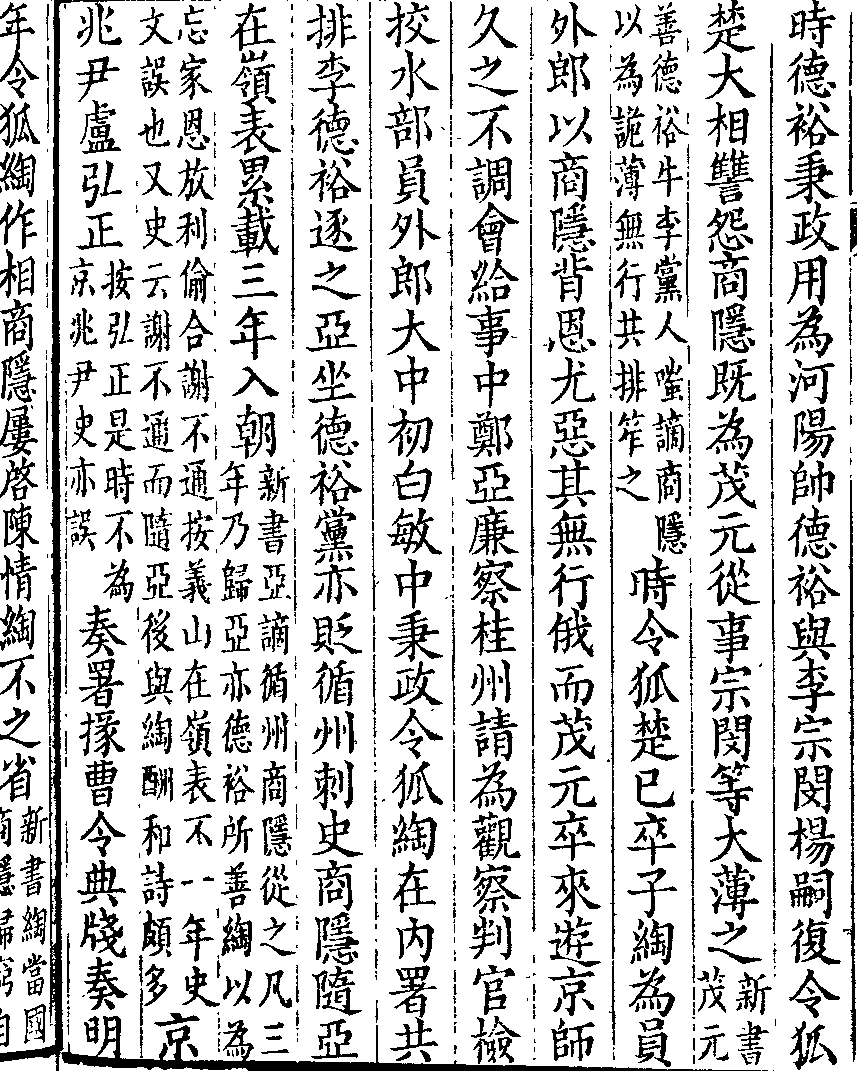 時德裕秉政用為河陽帥德裕與李宗閔楊嗣復令狐
楚大相讐怨商隱既為茂元從事宗閔等大薄之新書茂元
善德裕牛李黨人嗤謫商隱以為詭薄無行共排笮之時令狐楚已卒子綯為員
外郎以商隱背恩尤惡其無行俄而茂元卒來遊京師
久之不調會給事中鄭亞廉察桂州請為觀察判官檢
挍水部員外郎大中初白敏中秉政令狐綯在內署共
排李德裕逐之亞坐德裕黨亦貶循州刺史商隱隨亞
在嶺表累載三年入朝新書亞謫循州商隱從之凡三年乃歸亞亦德裕所善綯以為
忘家恩放利偷合謝不通按義山在嶺表不一年史文誤也又史云謝不通而隨亞後與綯酬和詩頗多京
兆尹盧弘正按弘正是時不為京兆尹史亦誤奏署掾曹令典牋奏明
年令狐綯作相商隱屢啓陳情綯不之省新書綯當國商隱歸窮自